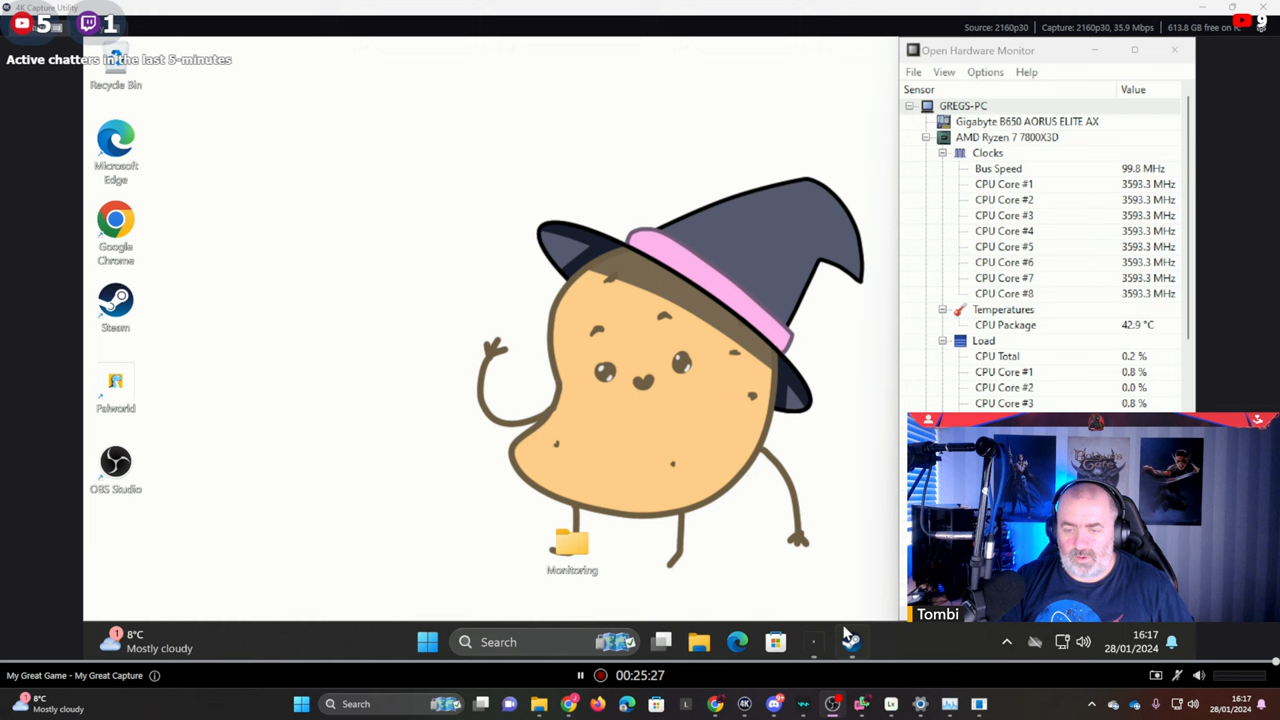 4K Capture Utility
5
1
Source: 2160p30
Capture: 2160p30, 35.9 Mbps
613.8 GB free on
9
Active chatters in the last 5-minutes
Recycle Bin
Microsoft
Edge
Google
Chrome
Steam
Palworld
OBS Studio
Monitoring
Open Hardware Monitor
File View Options Help
Sensor Value
GREGS-PC
Gigabyte B650 AORUS ELITE AX
AMD Ryzen 7 7800X3D
Clocks
Bus Speed 99.8 MHz
CPU Core #1 3593.3 MHz
CPU Core #2 3593.3 MHz
CPU Core #3 3593.3 MHz
CPU Core #4 3593.3 MHz
CPU Core #5 3593.3 MHz
CPU Core #6 3593.3 MHz
CPU Core #7 3593.3 MHz
CPU Core #8 3593.3 MHz
Temperatures
CPU Package 42.9 °C
Load
CPU Total 0.2 %
CPU Core #1 0.8 %
CPU Core #2 0.0 %
CPU Core #3 0.8 %
Tombi
1
8°C
Mostly cloudy
Search
16:17
28/01/2024
My Great Game - My Great Capture
00:25:27
1
8°C
Mostly cloudy
Search
16:17
28/01/2024